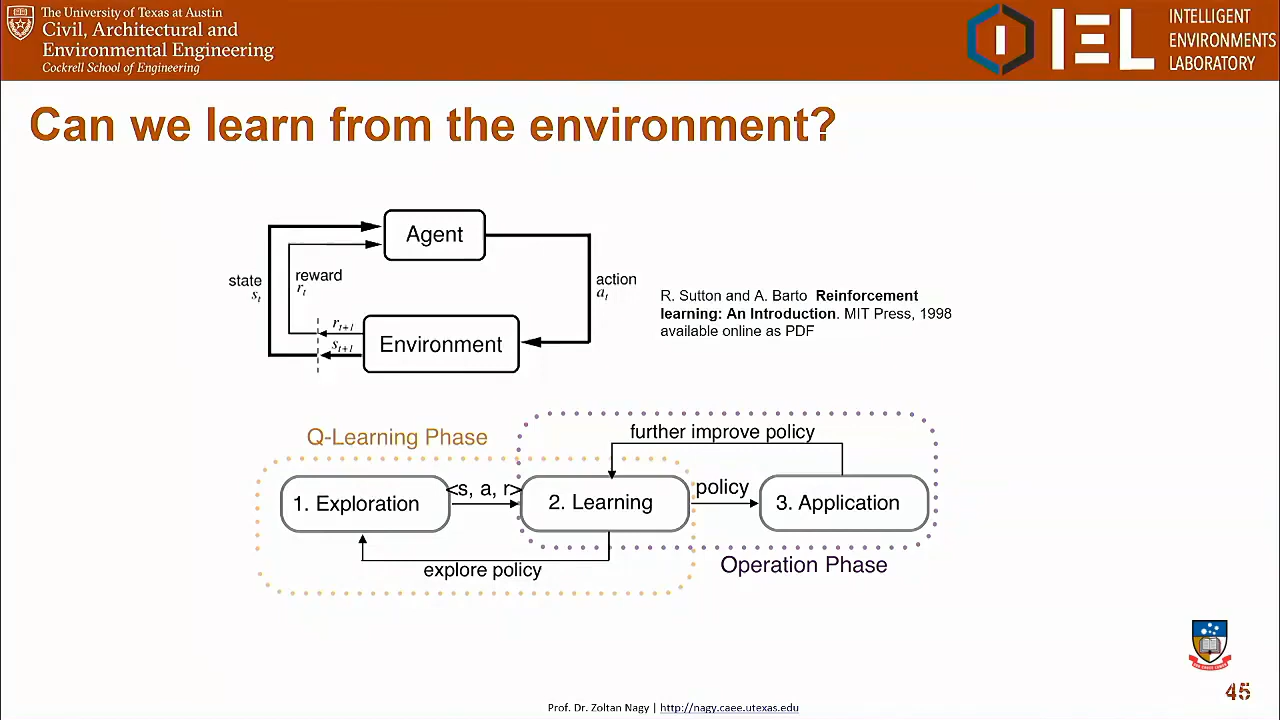 The University of Texas at Austin
Civil, Architectural and
Environmental Engineering
Cockrell School of Engineering
I IEL
INTELLIGENT
ENVIRONMENTS
LABORATORY
Can we learn from the environment?
Agent
state
s_t
reward
r_t
action
a_t
r_{t+1}
s_{t+1}
Environment
R. Sutton and A. Barto Reinforcement
learning: An Introduction. MIT Press, 1998
available online as PDF
Q-Learning Phase
further improve policy
1. Exploration
<s, a, r>
2. Learning
policy
3. Application
explore policy
Operation Phase
45
Prof. Dr. Zoltan Nagy | http://nagy.caee.utexas.edu